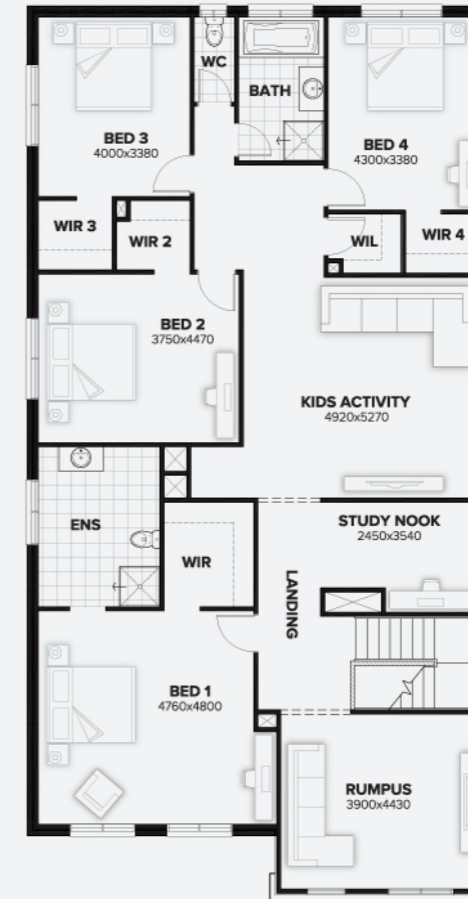 WC
BATH
BED 3
4000x3380
BED 4
4300x3380
WIR 3
WIR 2
WIL
WIR 4
BED 2
3750x4470
KIDS ACTIVITY
4920x5270
ENS
WIR
STUDY NOOK
2450x3540
LANDING
BED 1
4760x4800
RUMPUS
3900x4430